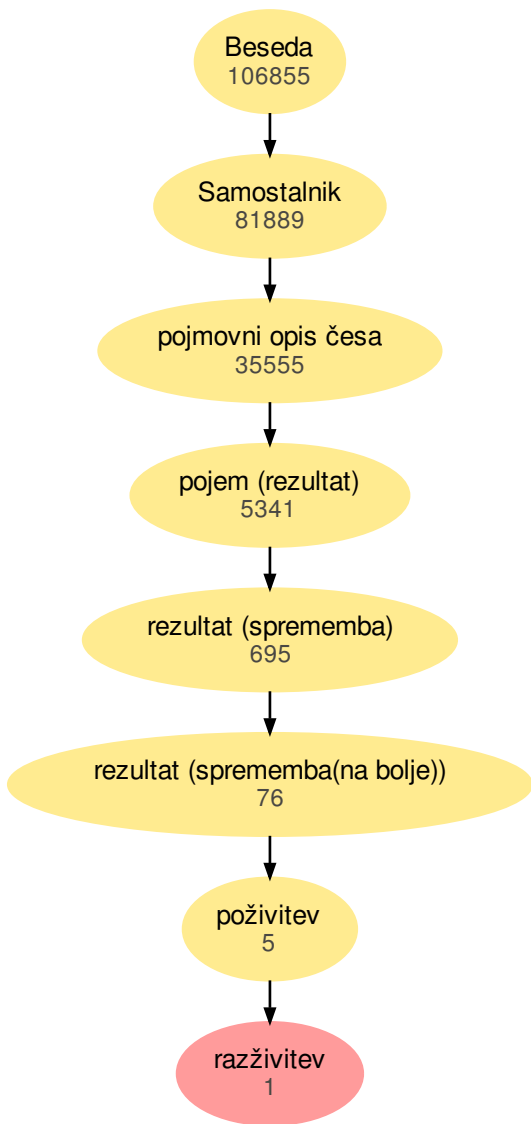 Beseda
106855
Samostalnik
81889
pojmovni opis česa
35555
pojem (rezultat)
5341
rezultat (sprememba)
695
rezultat (sprememba(na bolje))
76
poživitev
5
razživitev
1